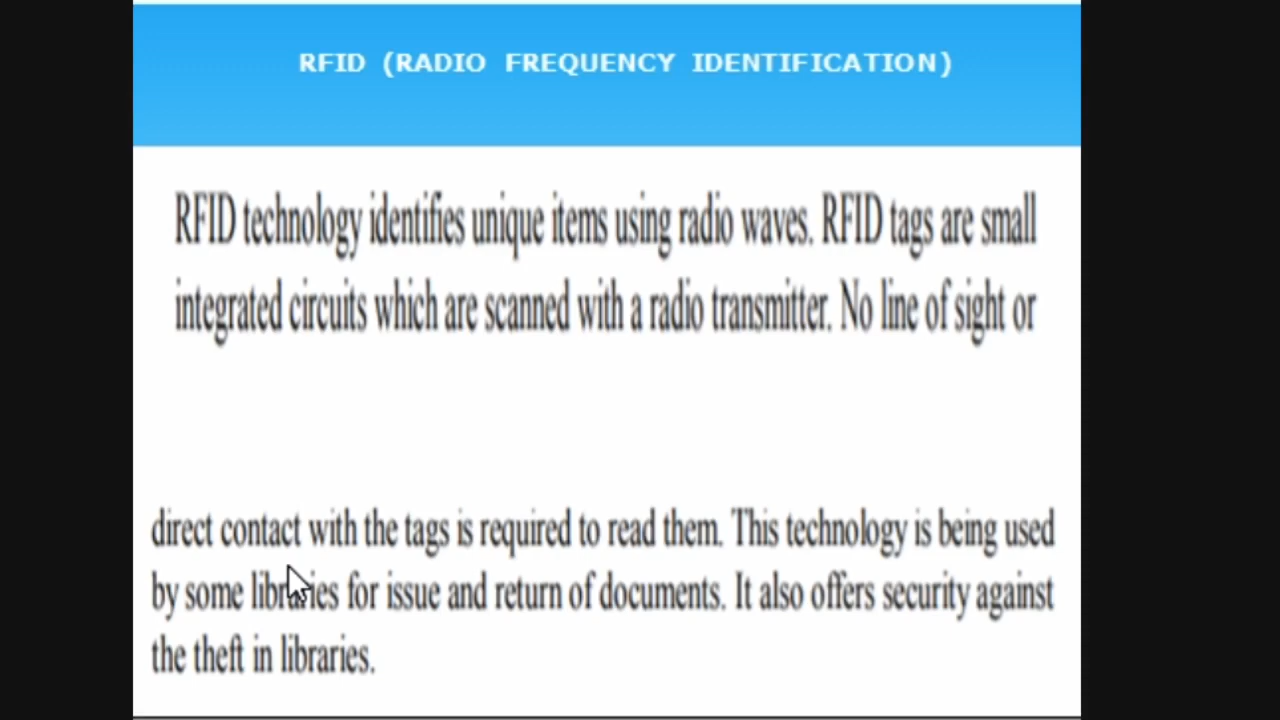 RFID (RADIO FREQUENCY IDENTIFICATION)
RFID technology identifies unique items using radio waves. RFID tags are small
integrated circuits which are scanned with a radio transmitter. No line of sight or
direct contact with the tags is required to read them. This technology is being used
by some libraries for issue and return of documents. It also offers security against
the theft in libraries.